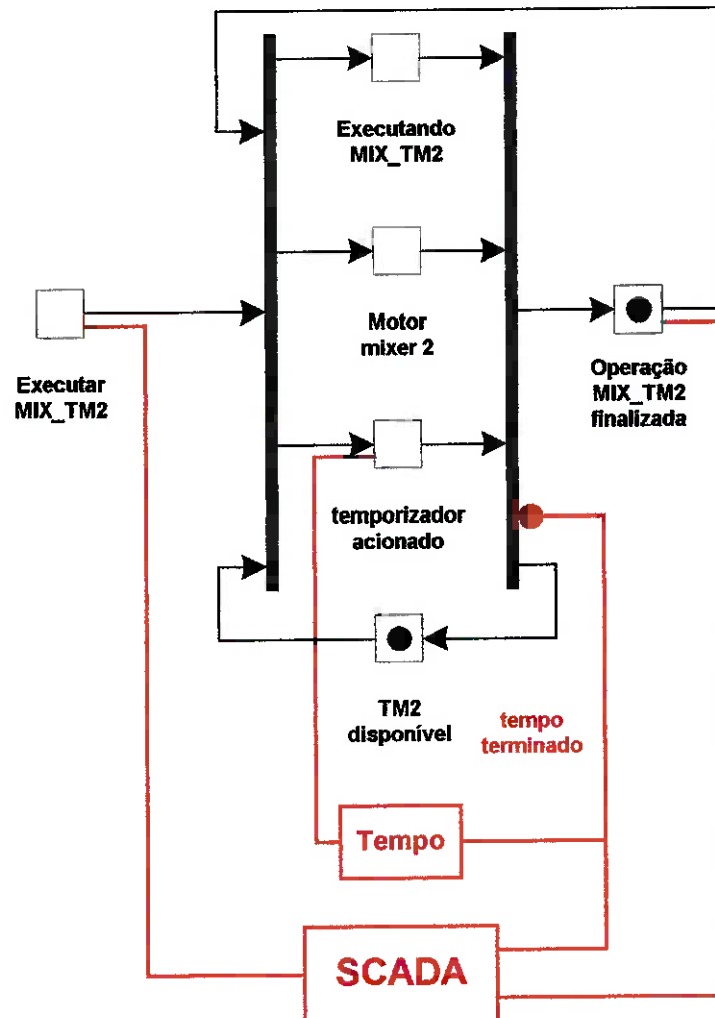 Executando
MIX_TM2
Motor
mixer 2
Executar
MIX_TM2
Operação
MIX_TM2
finalizada
temporizador
acionado
TM2
disponível
tempo
terminado
Tempo
SCADA